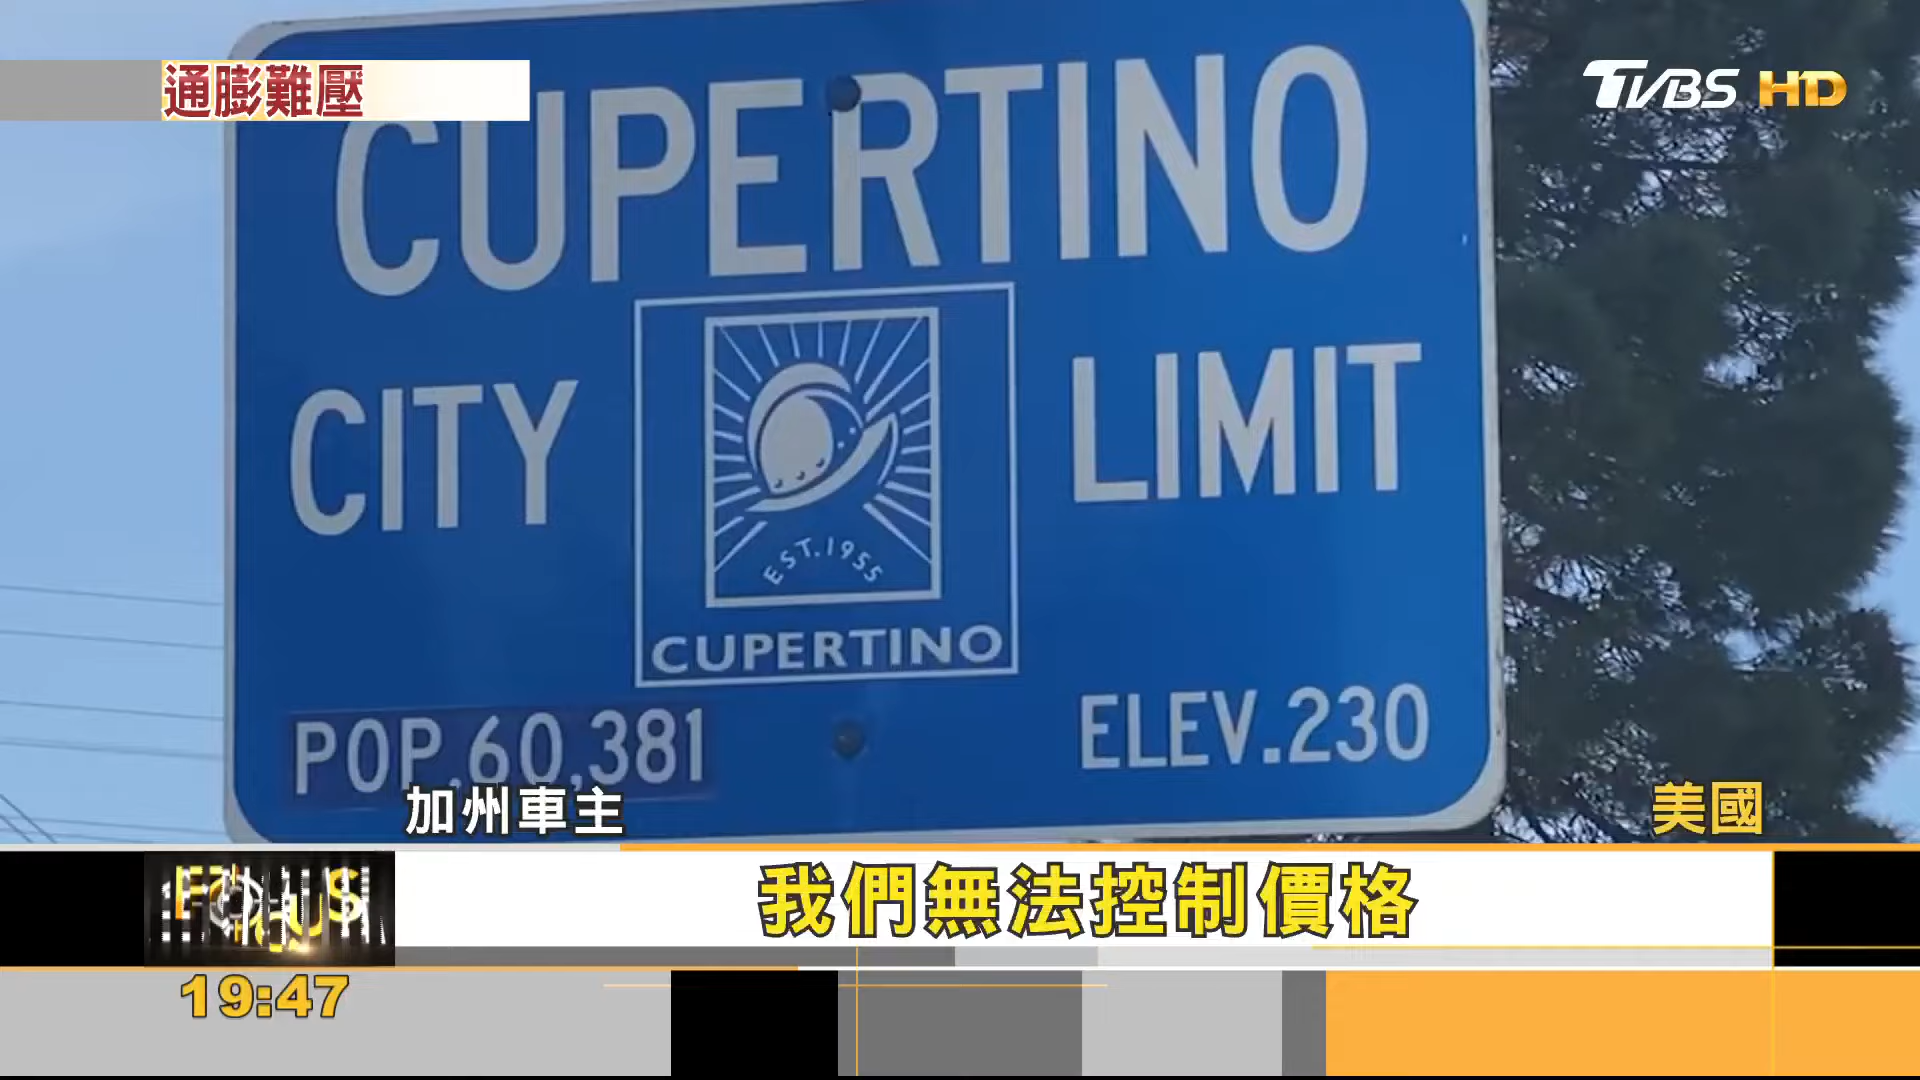 通膨難壓
TVBS HD
CUPERTINO
CITY LIMIT
EST. 1955
CUPERTINO
POP. 60,381
ELEV. 230
加州車主
美國
FOCUS
我們無法控制價格
19:47